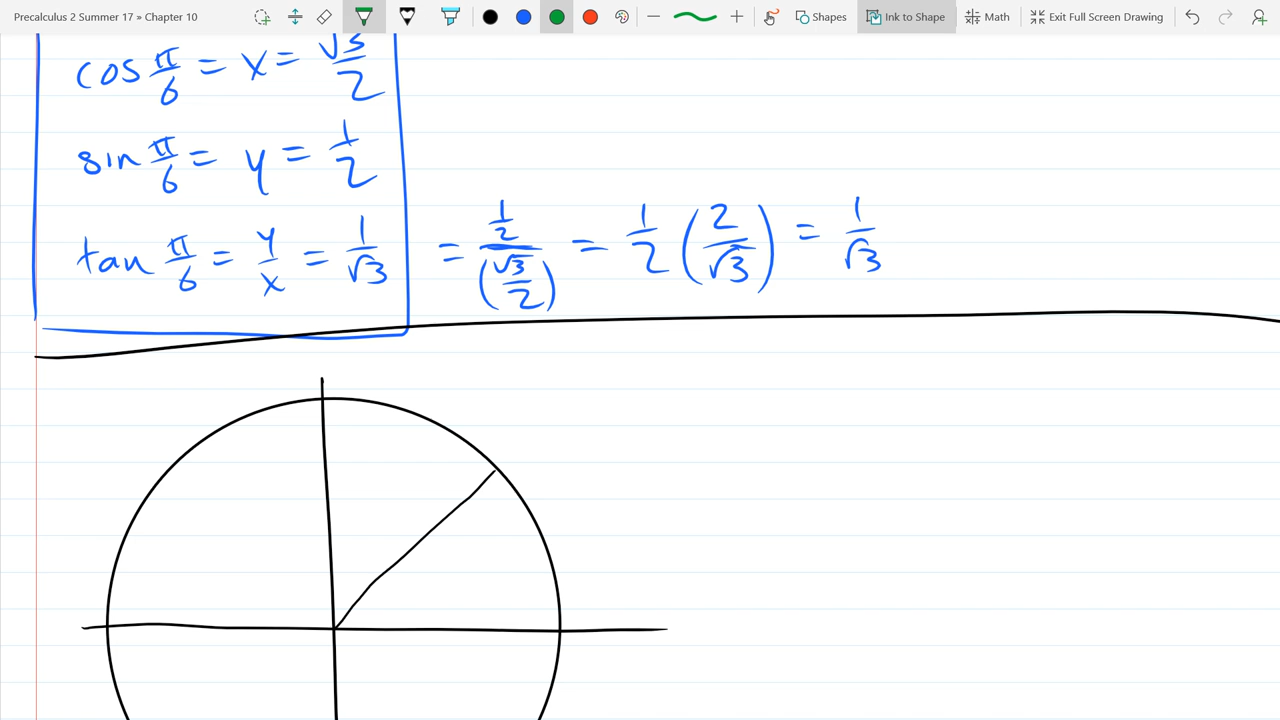 Precalculus 2 Summer 17 » Chapter 10
Shapes
Ink to Shape
Math
Exit Full Screen Drawing
cos π/6 = x = √3/2
sin π/6 = y = 1/2
tan π/6 = y/x = 1/√3 = (1/2)/(√3/2) = 1/2 (2/√3) = 1/√3